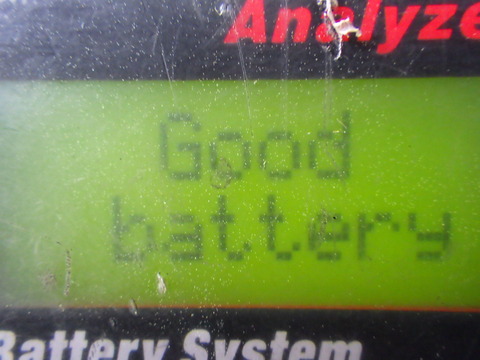 Analyze
Good
battery
Battery System